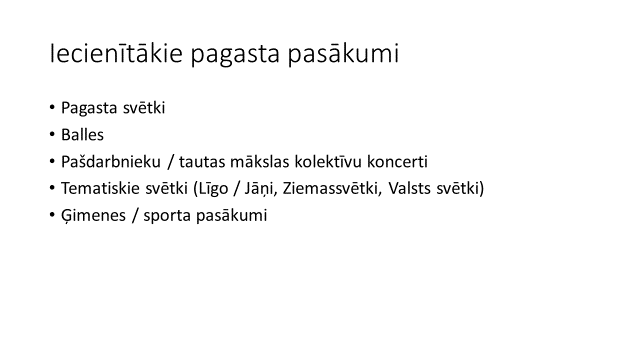 Iecienītākie pagasta pasākumi
• Pagasta svētki
• Balles
• Pašdarbnieku / tautas mākslas kolektīvu koncerti
• Tematiskie svētki (Līgo / Jāņi, Ziemassvētki, Valsts svētki)
• Ģimenes / sporta pasākumi